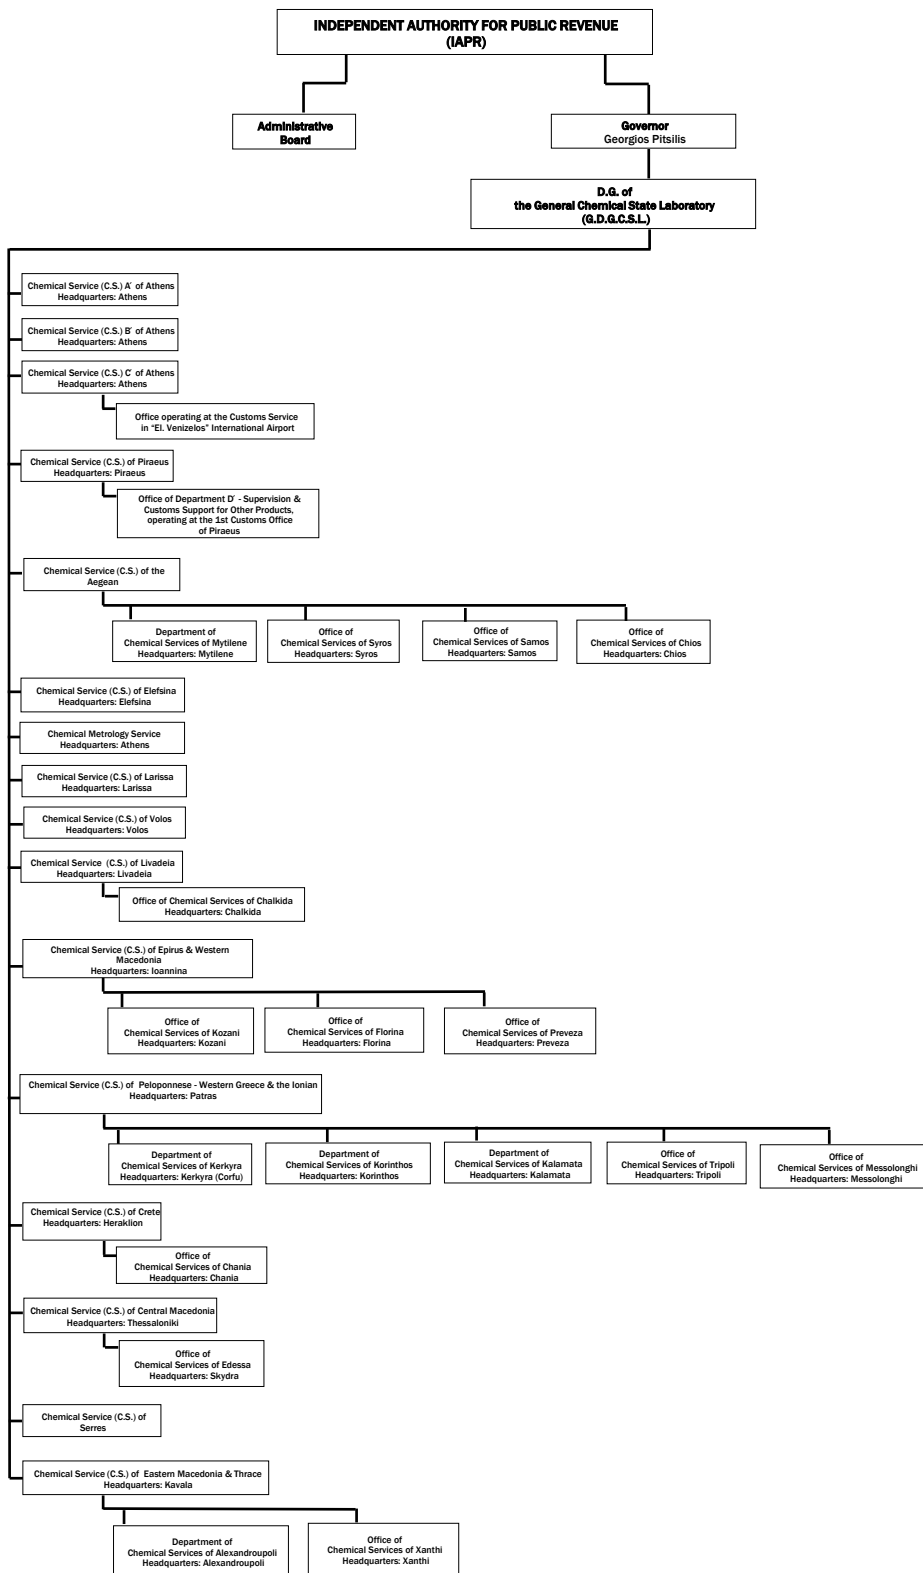 INDEPENDENT AUTHORITY FOR PUBLIC REVENUE
(IAPR)
Administrative
Board
Governor
Georgios Pitsilis
D.G. of
the General Chemical State Laboratory
(G.D.G.C.S.L.)
Chemical Service (C.S.) A΄ of Athens
Headquarters: Athens
Chemical Service (C.S.) B΄ of Athens
Headquarters: Athens
Chemical Service (C.S.) C΄ of Athens
Headquarters: Athens
Office operating at the Customs Service
in "El. Venizelos" International Airport
Chemical Service (C.S.) of Piraeus
Headquarters: Piraeus
Office of Department D΄ - Supervision &
Customs Support for Other Products,
operating at the 1st Customs Office
of Piraeus
Chemical Service (C.S.) of the
Aegean
Department of
Chemical Services of Mytilene
Headquarters: Mytilene
Office of
Chemical Services of Syros
Headquarters: Syros
Office of
Chemical Services of Samos
Headquarters: Samos
Office of
Chemical Services of Chios
Headquarters: Chios
Chemical Service (C.S.) of Elefsina
Headquarters: Elefsina
Chemical Metrology Service
Headquarters: Athens
Chemical Service (C.S.) of Larissa
Headquarters: Larissa
Chemical Service (C.S.) of Volos
Headquarters: Volos
Chemical Service (C.S.) of Livadeia
Headquarters: Livadeia
Office of Chemical Services of Chalkida
Headquarters: Chalkida
Chemical Service (C.S.) of Epirus & Western
Macedonia
Headquarters: Ioannina
Office of
Chemical Services of Kozani
Headquarters: Kozani
Office of
Chemical Services of Florina
Headquarters: Florina
Office of
Chemical Services of Preveza
Headquarters: Preveza
Chemical Service (C.S.) of Peloponnese - Western Greece & the Ionian
Headquarters: Patras
Department of
Chemical Services of Kerkyra
Headquarters: Kerkyra (Corfu)
Department of
Chemical Services of Korinthos
Headquarters: Korinthos
Department of
Chemical Services of Kalamata
Headquarters: Kalamata
Office of
Chemical Services of Tripoli
Headquarters: Tripoli
Office of
Chemical Services of Messolonghi
Headquarters: Messolonghi
Chemical Service (C.S.) of Crete
Headquarters: Heraklion
Office of
Chemical Services of Chania
Headquarters: Chania
Chemical Service (C.S.) of Central Macedonia
Headquarters: Thessaloniki
Office of
Chemical Services of Edessa
Headquarters: Skydra
Chemical Service (C.S.) of
Serres
Chemical Service (C.S.) of Eastern Macedonia & Thrace
Headquarters: Kavala
Department of
Chemical Services of Alexandroupoli
Headquarters: Alexandroupoli
Office of
Chemical Services of Xanthi
Headquarters: Xanthi